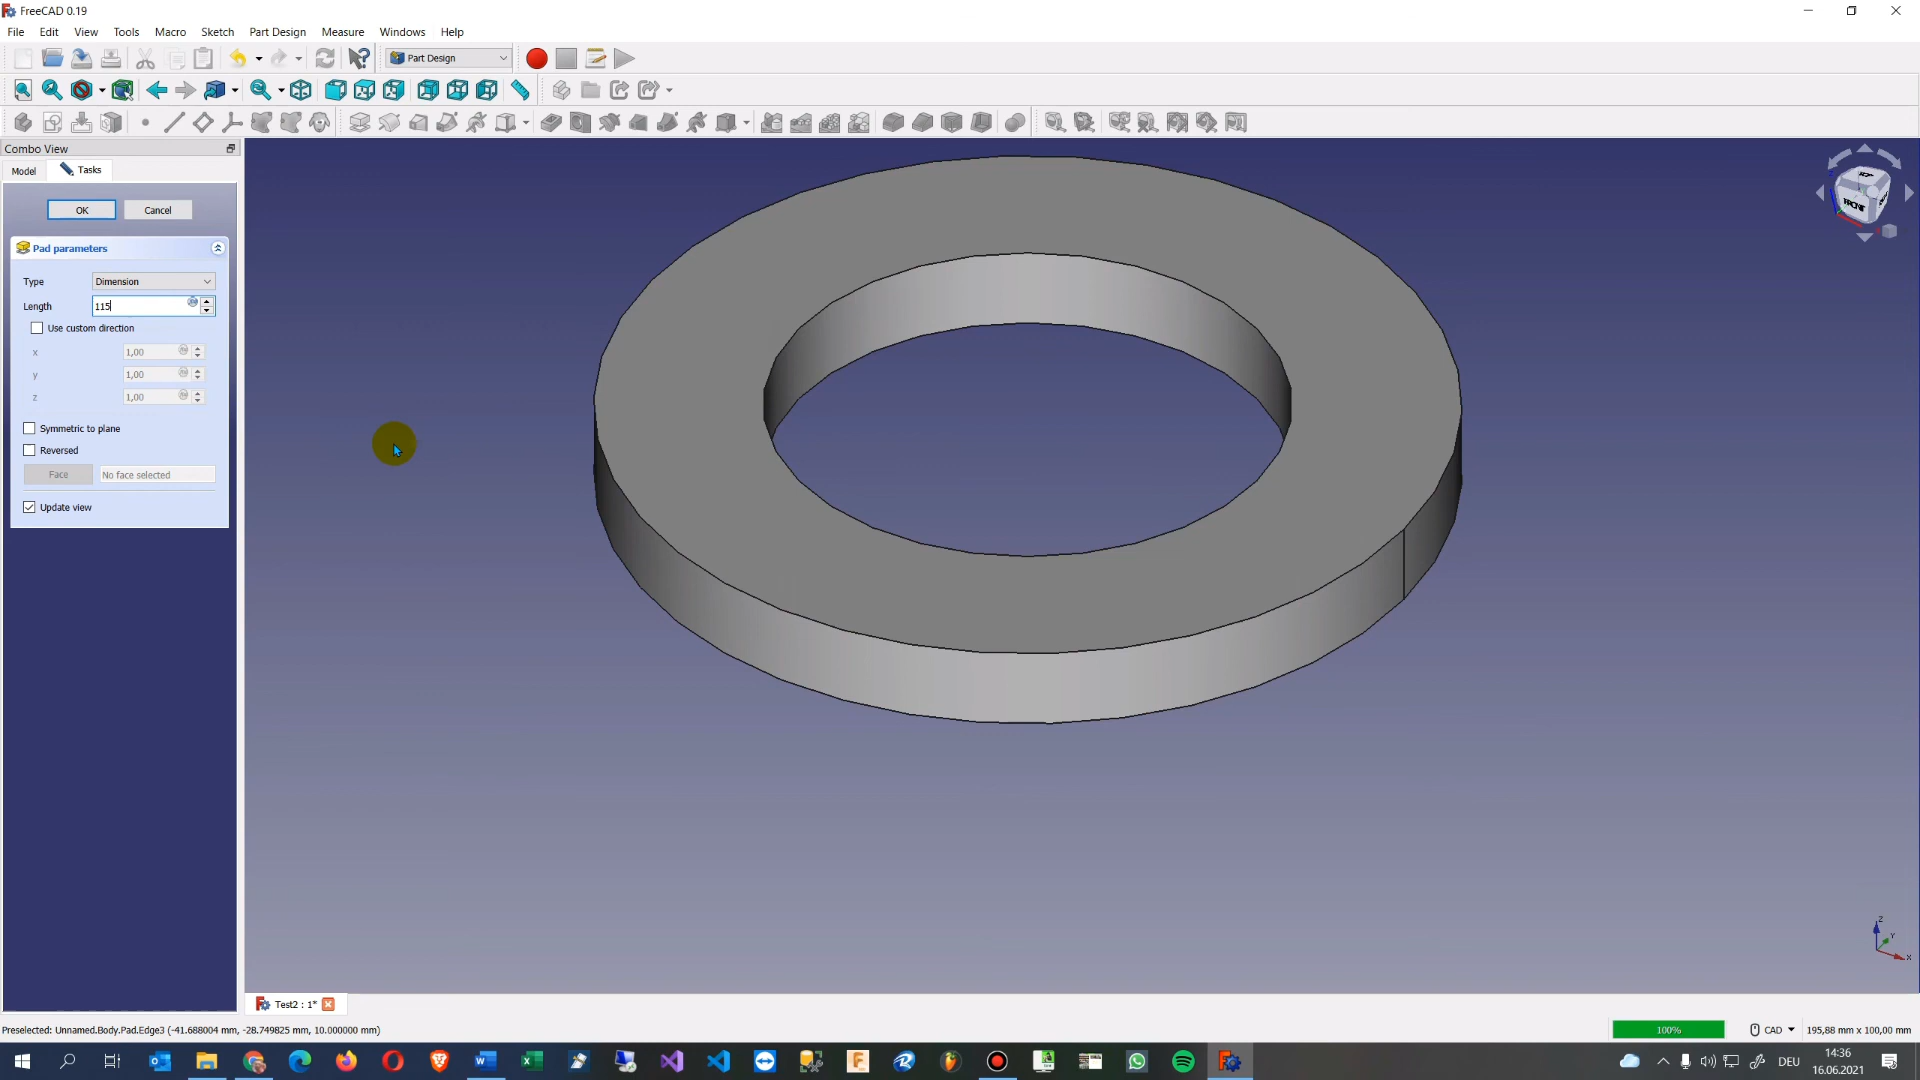 FreeCAD 0.19
File Edit View Tools Macro Sketch Part Design Measure Windows Help
Part Design
Combo View
Model Tasks
OK Cancel
Pad parameters
Type Dimension
Length 115
Use custom direction
x 1,00
y 1,00
z 1,00
Symmetric to plane
Reversed
Face No face selected
Update view
TOP
FRONT
Z
Y
X
Test2 : 1*
Preselected: Unnamed.Body.Pad.Edge3 (-41.688004 mm, -28.749825 mm, 10.000000 mm)
100% CAD 195,88 mm x 100,00 mm
DEU 14:36
16.06.2021